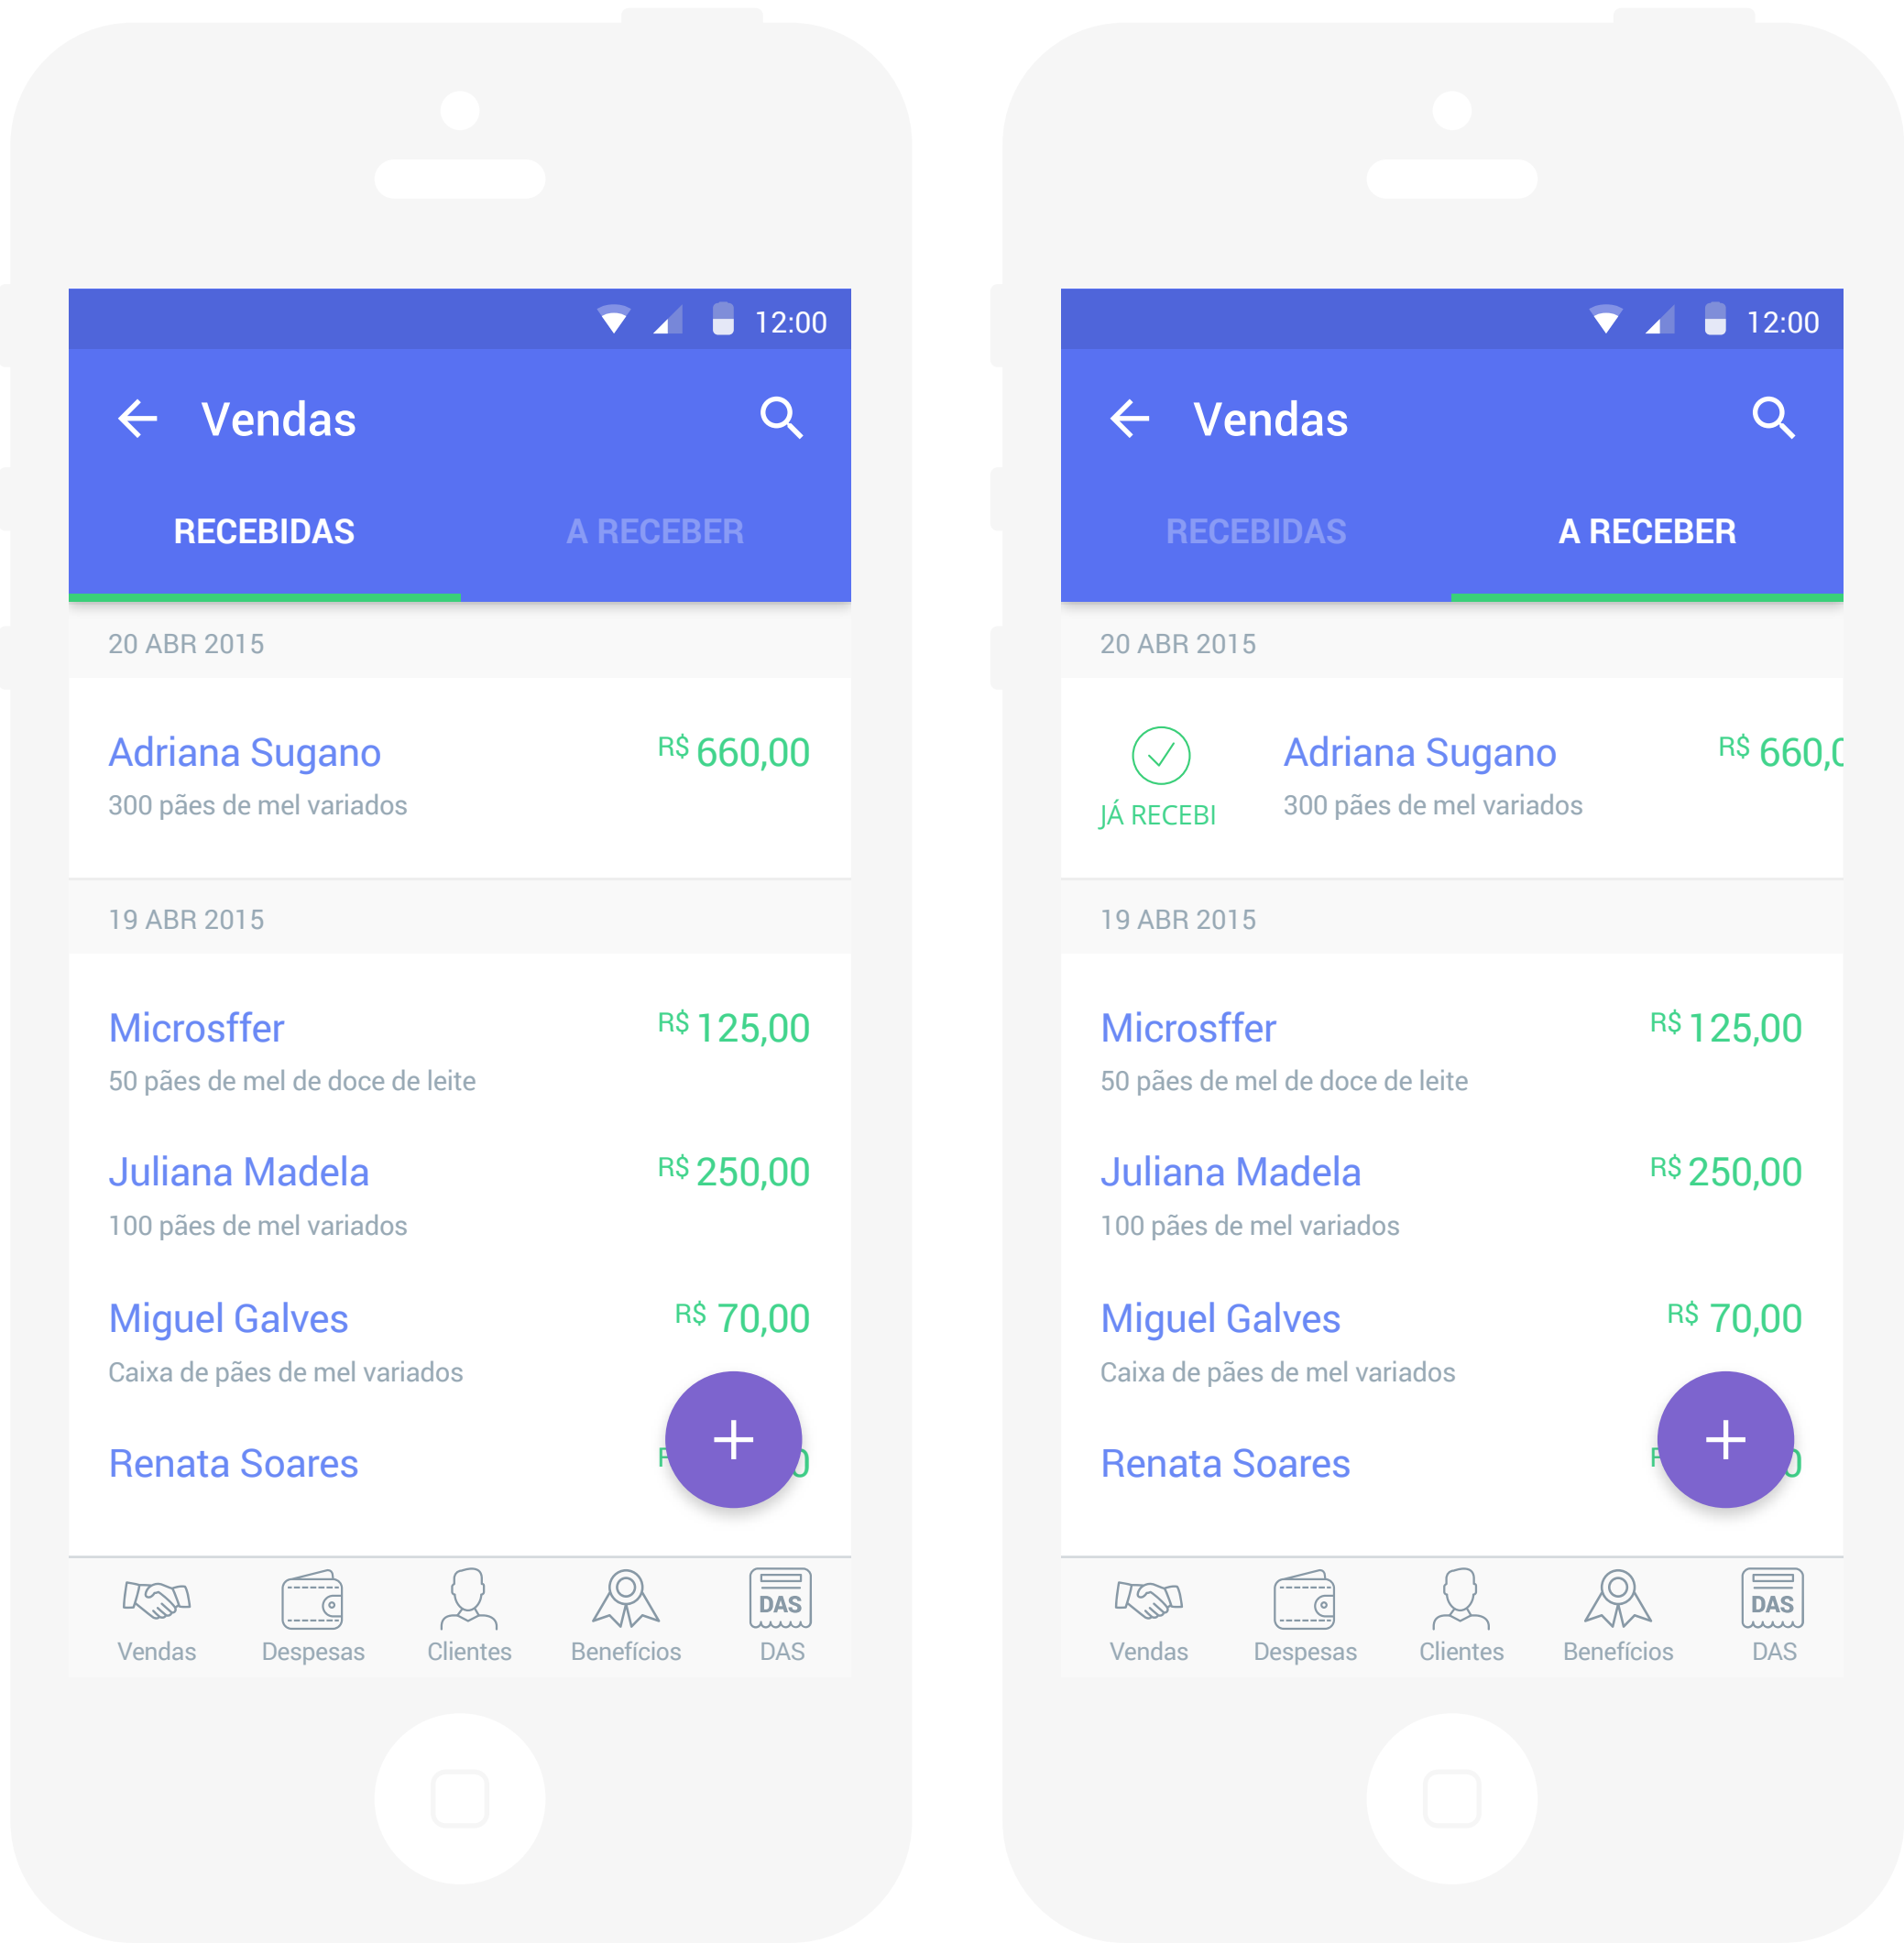 12:00
Vendas
RECEBIDAS A RECEBER
20 ABR 2015
Adriana Sugano R$ 660,00
300 pães de mel variados
19 ABR 2015
Microsffer R$ 125,00
50 pães de mel de doce de leite
Juliana Madela R$ 250,00
100 pães de mel variados
Miguel Galves R$ 70,00
Caixa de pães de mel variados
Renata Soares
DAS
Vendas Despesas Clientes Benefícios DAS
12:00
Vendas
RECEBIDAS A RECEBER
20 ABR 2015
Adriana Sugano R$ 660,0
300 pães de mel variados
JÁ RECEBI
19 ABR 2015
Microsffer R$ 125,00
50 pães de mel de doce de leite
Juliana Madela R$ 250,00
100 pães de mel variados
Miguel Galves R$ 70,00
Caixa de pães de mel variados
Renata Soares
DAS
Vendas Despesas Clientes Benefícios DAS